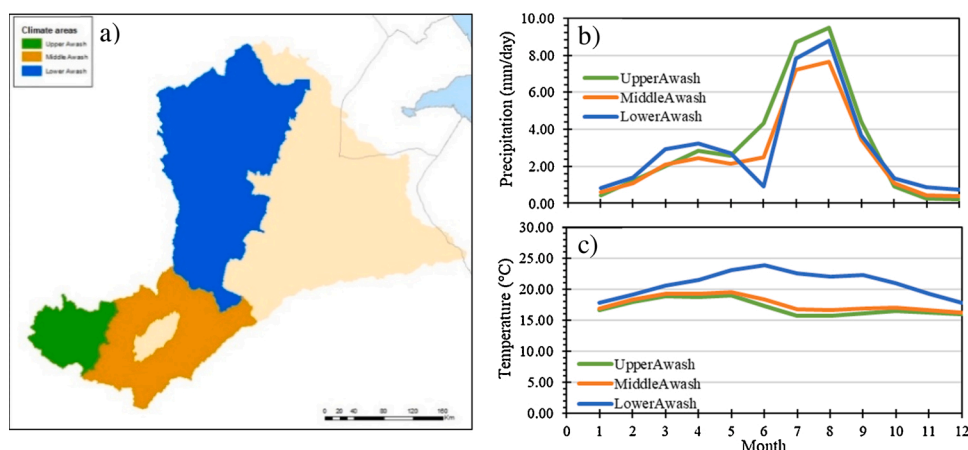 a)
Climate areas
Upper Awash
Middle Awash
Lower Awash
0 20 40 80 120 160
Km
b)
Precipitation (mm/day)
10.00
8.00
6.00
4.00
2.00
0.00
UpperAwash
MiddleAwash
LowerAwash
c)
Temperature (°C)
30.00
25.00
20.00
15.00
10.00
5.00
0.00
UpperAwash
MiddleAwash
LowerAwash
0 1 2 3 4 5 6 7 8 9 10 11 12
Month